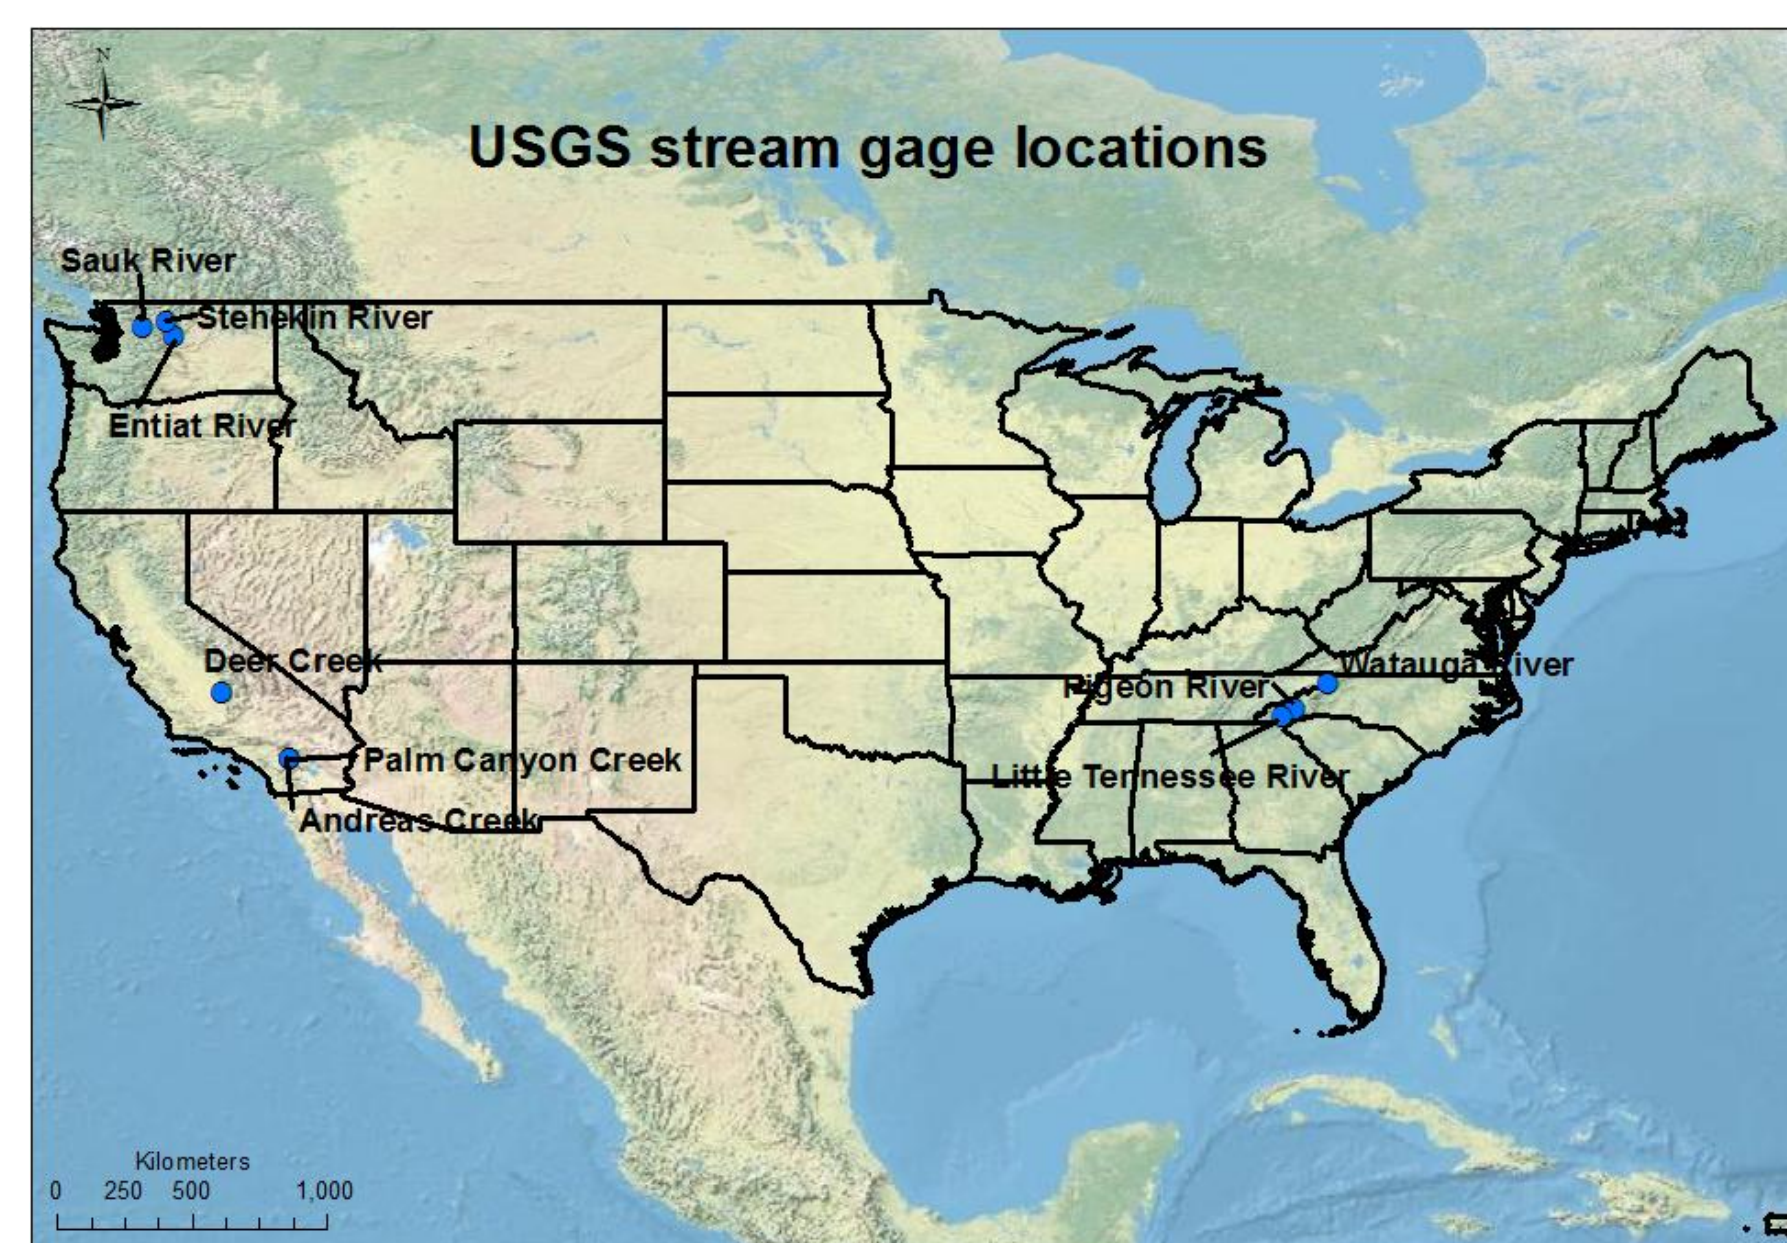 N
USGS stream gage locations
Sauk River
Stehekin River
Entiat River
Deer Creek
Watauga River
Pigeon River
Palm Canyon Creek
Little Tennessee River
Andreas Creek
Kilometers
0 250 500 1,000